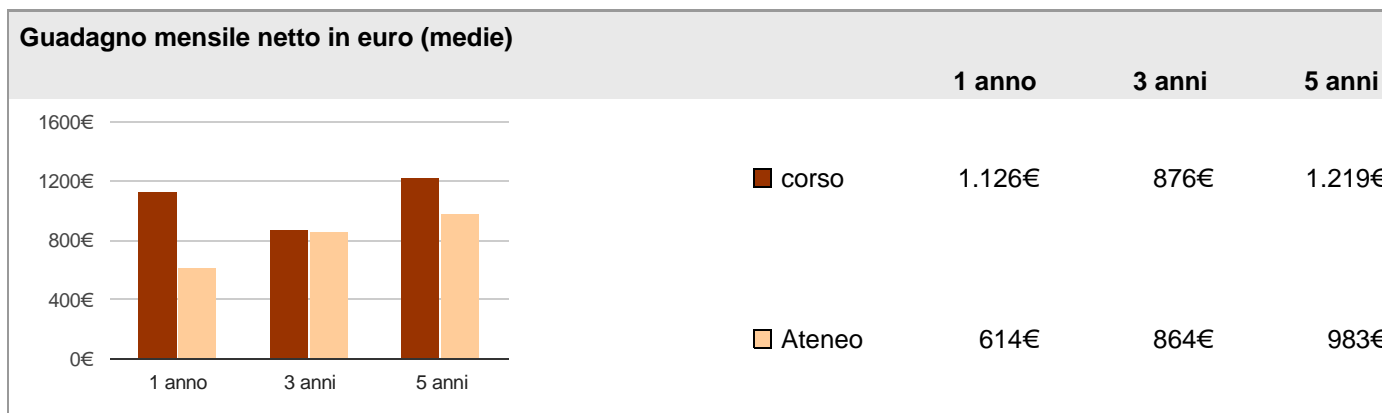 Guadagno mensile netto in euro (medie)
1 anno 3 anni 5 anni
1600€
1200€
800€
400€
0€
1 anno 3 anni 5 anni
corso 1.126€ 876€ 1.219€
Ateneo 614€ 864€ 983€